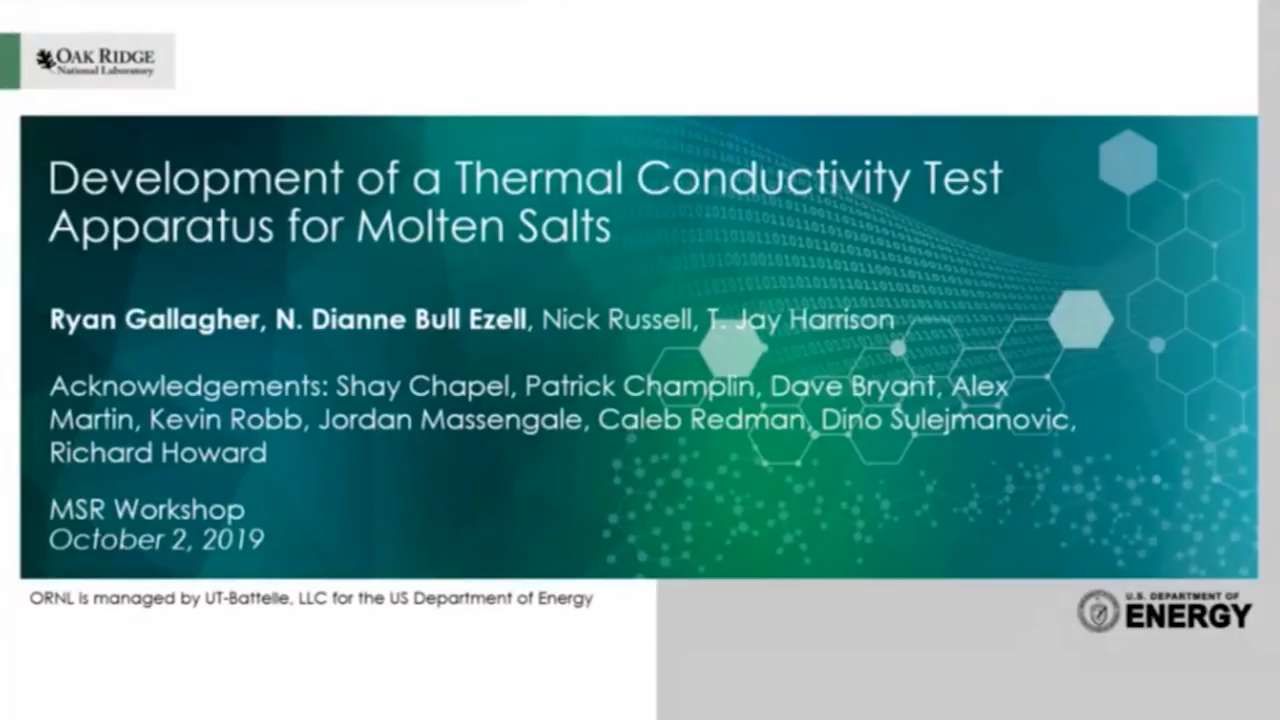 OAK RIDGE
National Laboratory
Development of a Thermal Conductivity Test
Apparatus for Molten Salts
Ryan Gallagher, N. Dianne Bull Ezell, Nick Russell, T. Jay Harrison
Acknowledgements: Shay Chapel, Patrick Champlin, Dave Bryant, Alex
Martin, Kevin Robb, Jordan Massengale, Caleb Redman, Dino Sulejmanovic,
Richard Howard
MSR Workshop
October 2, 2019
ORNL is managed by UT-Battelle, LLC for the US Department of Energy
U.S. DEPARTMENT OF
ENERGY